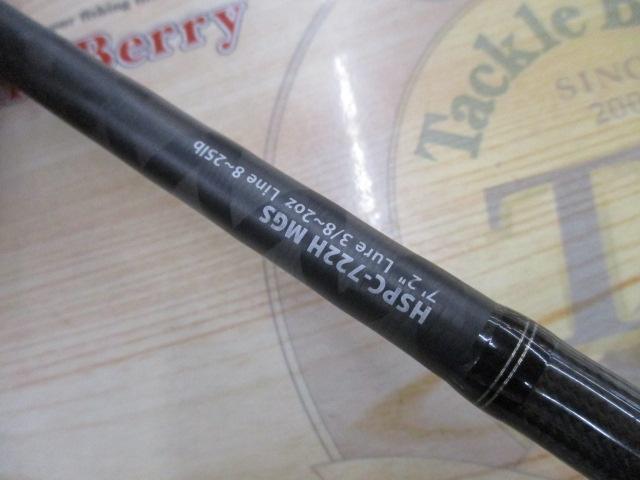 HSPC-722H MGS
7'2" Lure 3/8~2oz Line 8~25lb
Berry
Tackle B
SINC
200
T